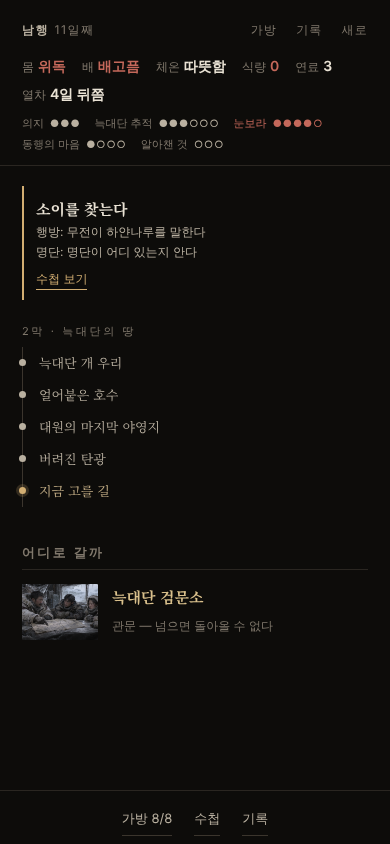 남행 11일째 가방 기록 새로
몸 위독 배 배고픔 체온 따뜻함 식량 0 연료 3
열차 4일 뒤쯤
의지 ●●● 늑대단 추적 ●●●○○○ 눈보라 ●●●●○
동행의 마음 ●○○○ 알아챈 것 ○○○
소이를 찾는다
행방: 무전이 하얀나루를 말한다
명단: 명단이 어디 있는지 안다
수첩 보기
2막 · 늑대단의 땅
늑대단 개 우리
얼어붙은 호수
대원의 마지막 야영지
버려진 탄광
지금 고를 길
어디로 갈까
늑대단 검문소
관문 — 넘으면 돌아올 수 없다
가방 8/8 수첩 기록